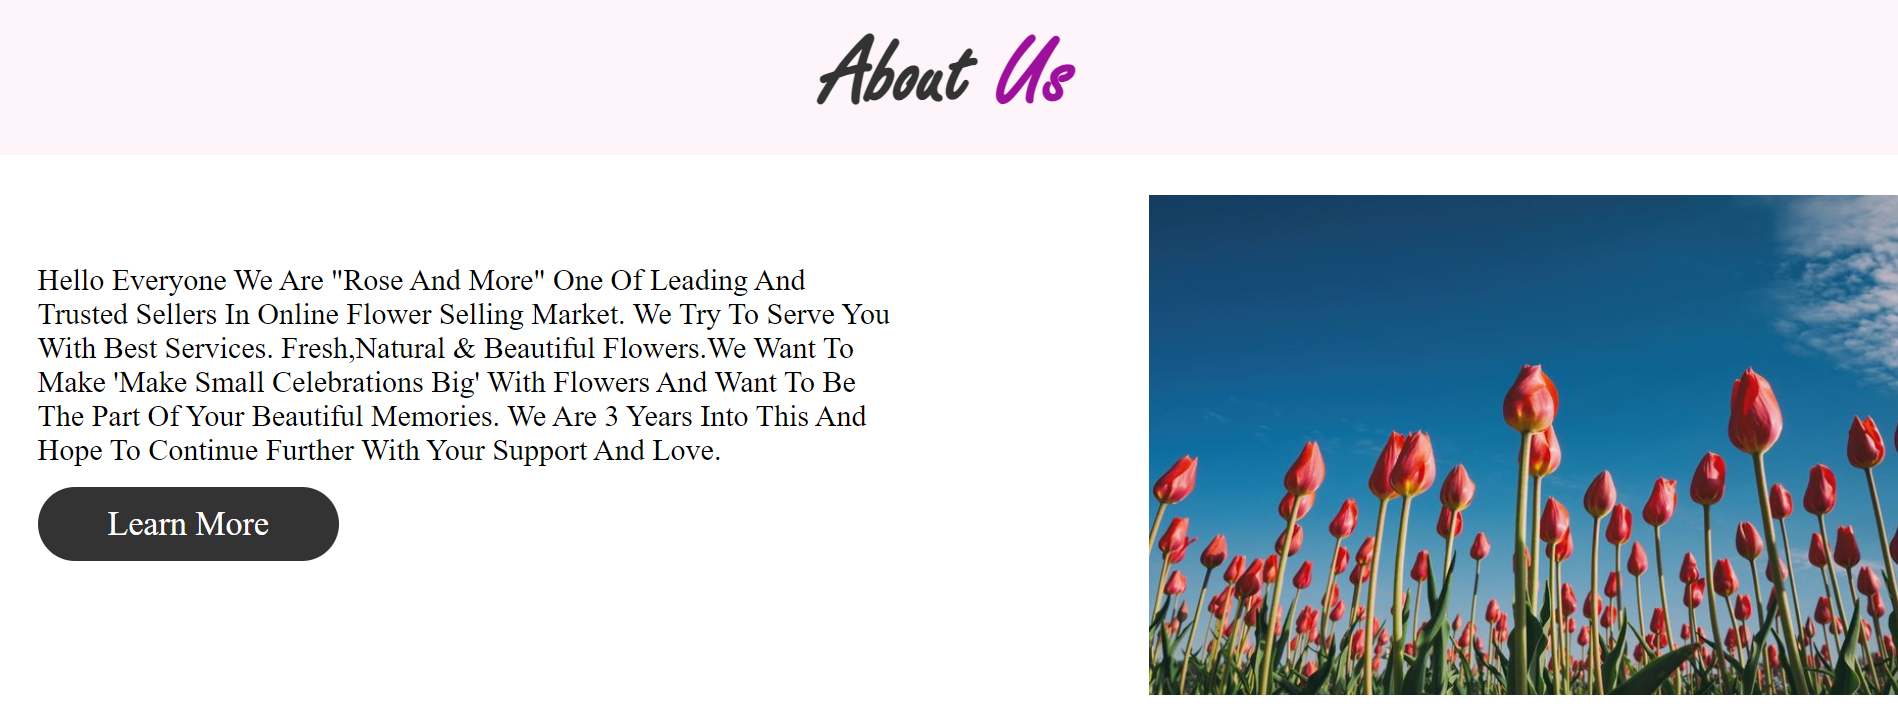 About Us
Hello Everyone We Are "Rose And More" One Of Leading And
Trusted Sellers In Online Flower Selling Market. We Try To Serve You
With Best Services. Fresh,Natural & Beautiful Flowers.We Want To
Make 'Make Small Celebrations Big' With Flowers And Want To Be
The Part Of Your Beautiful Memories. We Are 3 Years Into This And
Hope To Continue Further With Your Support And Love.
Learn More